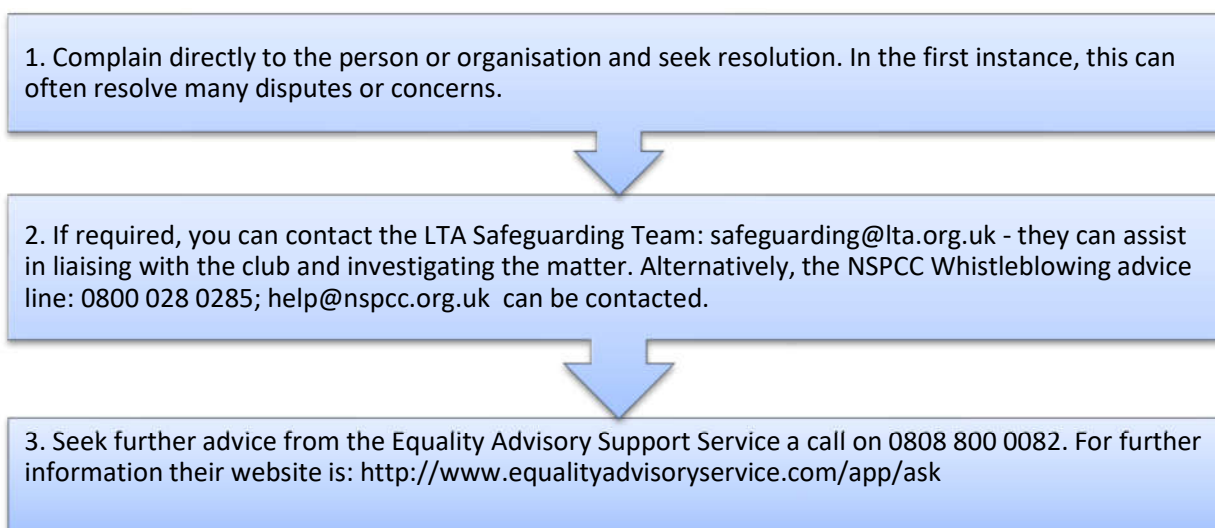 1. Complain directly to the person or organisation and seek resolution. In the first instance, this can
often resolve many disputes or concerns.
2. If required, you can contact the LTA Safeguarding Team: safeguarding@lta.org.uk - they can assist
in liaising with the club and investigating the matter. Alternatively, the NSPCC Whistleblowing advice
line: 0800 028 0285; help@nspcc.org.uk can be contacted.
3. Seek further advice from the Equality Advisory Support Service a call on 0808 800 0082. For further
information their website is: http://www.equalityadvisoryservice.com/app/ask